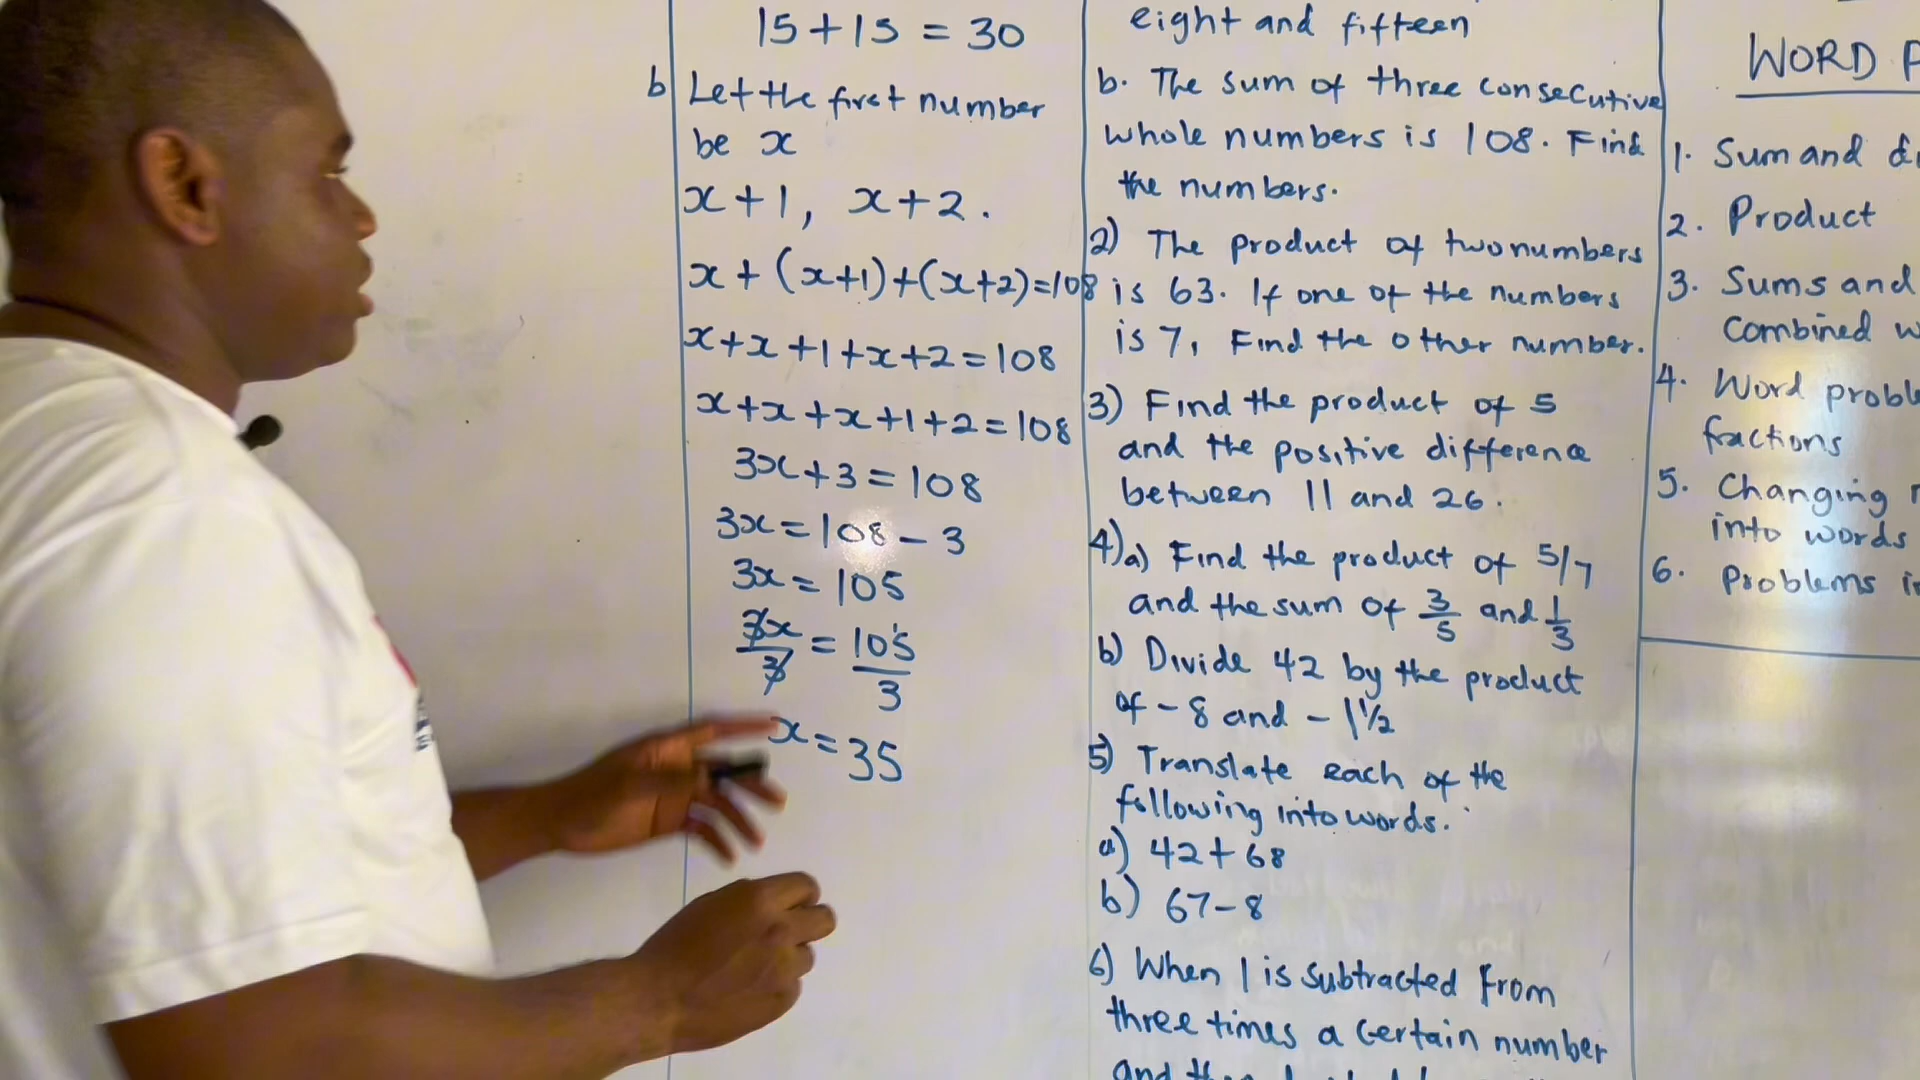 15+15 = 30
b Let the first number
be x
x+1, x+2.
x + (x+1)+(x+2)=108
x+x+1+x+2=108
x+x+x+1+2=108
3x+3=108
3x=108-3
3x=105
3x/3 = 105/3
x=35
eight and fifteen
b. The sum of three consecutive
whole numbers is 108. Find
the numbers.
2) The product of two numbers
is 63. If one of the numbers
is 7, Find the other number.
3) Find the product of 5
and the positive difference
between 11 and 26.
4)a) Find the product of 5/7
and the sum of 3/5 and 1/3
b) Divide 42 by the product
of -8 and -1 1/2
5) Translate each of the
following into words.
a) 42+68
b) 67-8
6) When 1 is subtracted from
three times a certain number
and
WORD P
1. Sum and
2. Product
3. Sums and
Combined w
4. Word proble
fractions
5. Changing
into words
6. Problems i